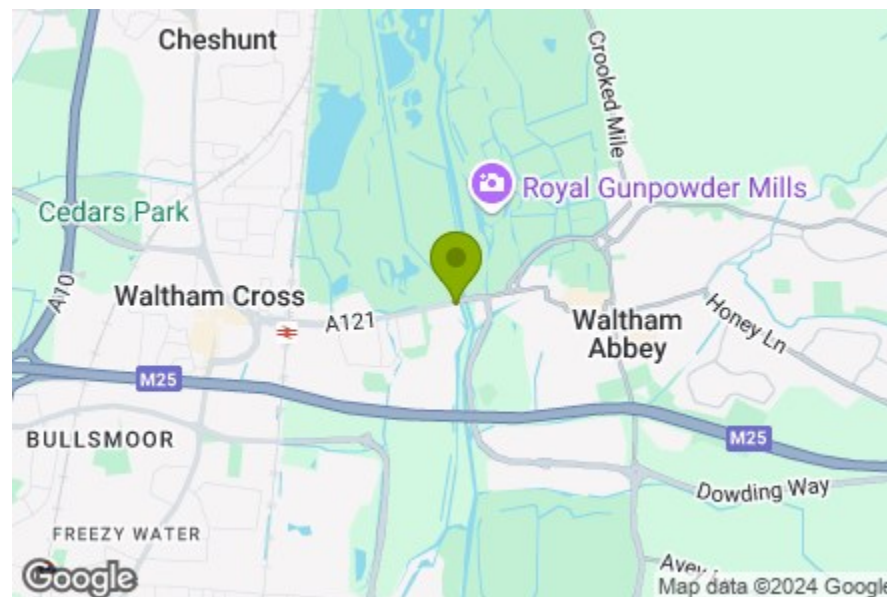 Cheshunt
Crooked Mile
Royal Gunpowder Mills
Cedars Park
A10
Waltham Cross
A121
Waltham
Abbey
Honey Ln
M25
BULLSMOOR
M25
Dowding Way
FREEZY WATER
Google
Map data ©2024 Google